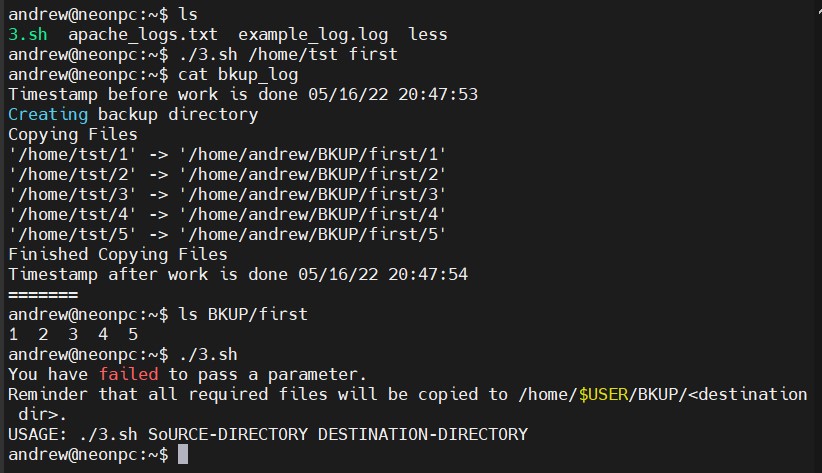 andrew@neonpc:~$ ls
3.sh  apache_logs.txt  example_log.log  less
andrew@neonpc:~$ ./3.sh /home/tst first
andrew@neonpc:~$ cat bkup_log
Timestamp before work is done 05/16/22 20:47:53
Creating backup directory
Copying Files
'/home/tst/1' -> '/home/andrew/BKUP/first/1'
'/home/tst/2' -> '/home/andrew/BKUP/first/2'
'/home/tst/3' -> '/home/andrew/BKUP/first/3'
'/home/tst/4' -> '/home/andrew/BKUP/first/4'
'/home/tst/5' -> '/home/andrew/BKUP/first/5'
Finished Copying Files
Timestamp after work is done 05/16/22 20:47:54
=======
andrew@neonpc:~$ ls BKUP/first
1  2  3  4  5
andrew@neonpc:~$ ./3.sh
You have failed to pass a parameter.
Reminder that all required files will be copied to /home/$USER/BKUP/<destination
 dir>.
USAGE: ./3.sh SoURCE-DIRECTORY DESTINATION-DIRECTORY
andrew@neonpc:~$